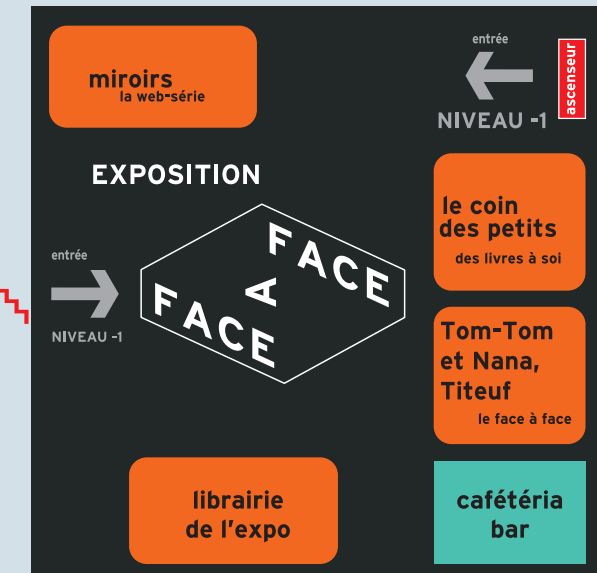 miroirs
la web-série
entrée
NIVEAU -1
ascenseur
EXPOSITION
FACE
A
FACE
entrée
NIVEAU -1
le coin
des petits
des livres à soi
Tom-Tom
et Nana,
Titeuf
le face à face
librairie
de l'expo
cafétéria
bar